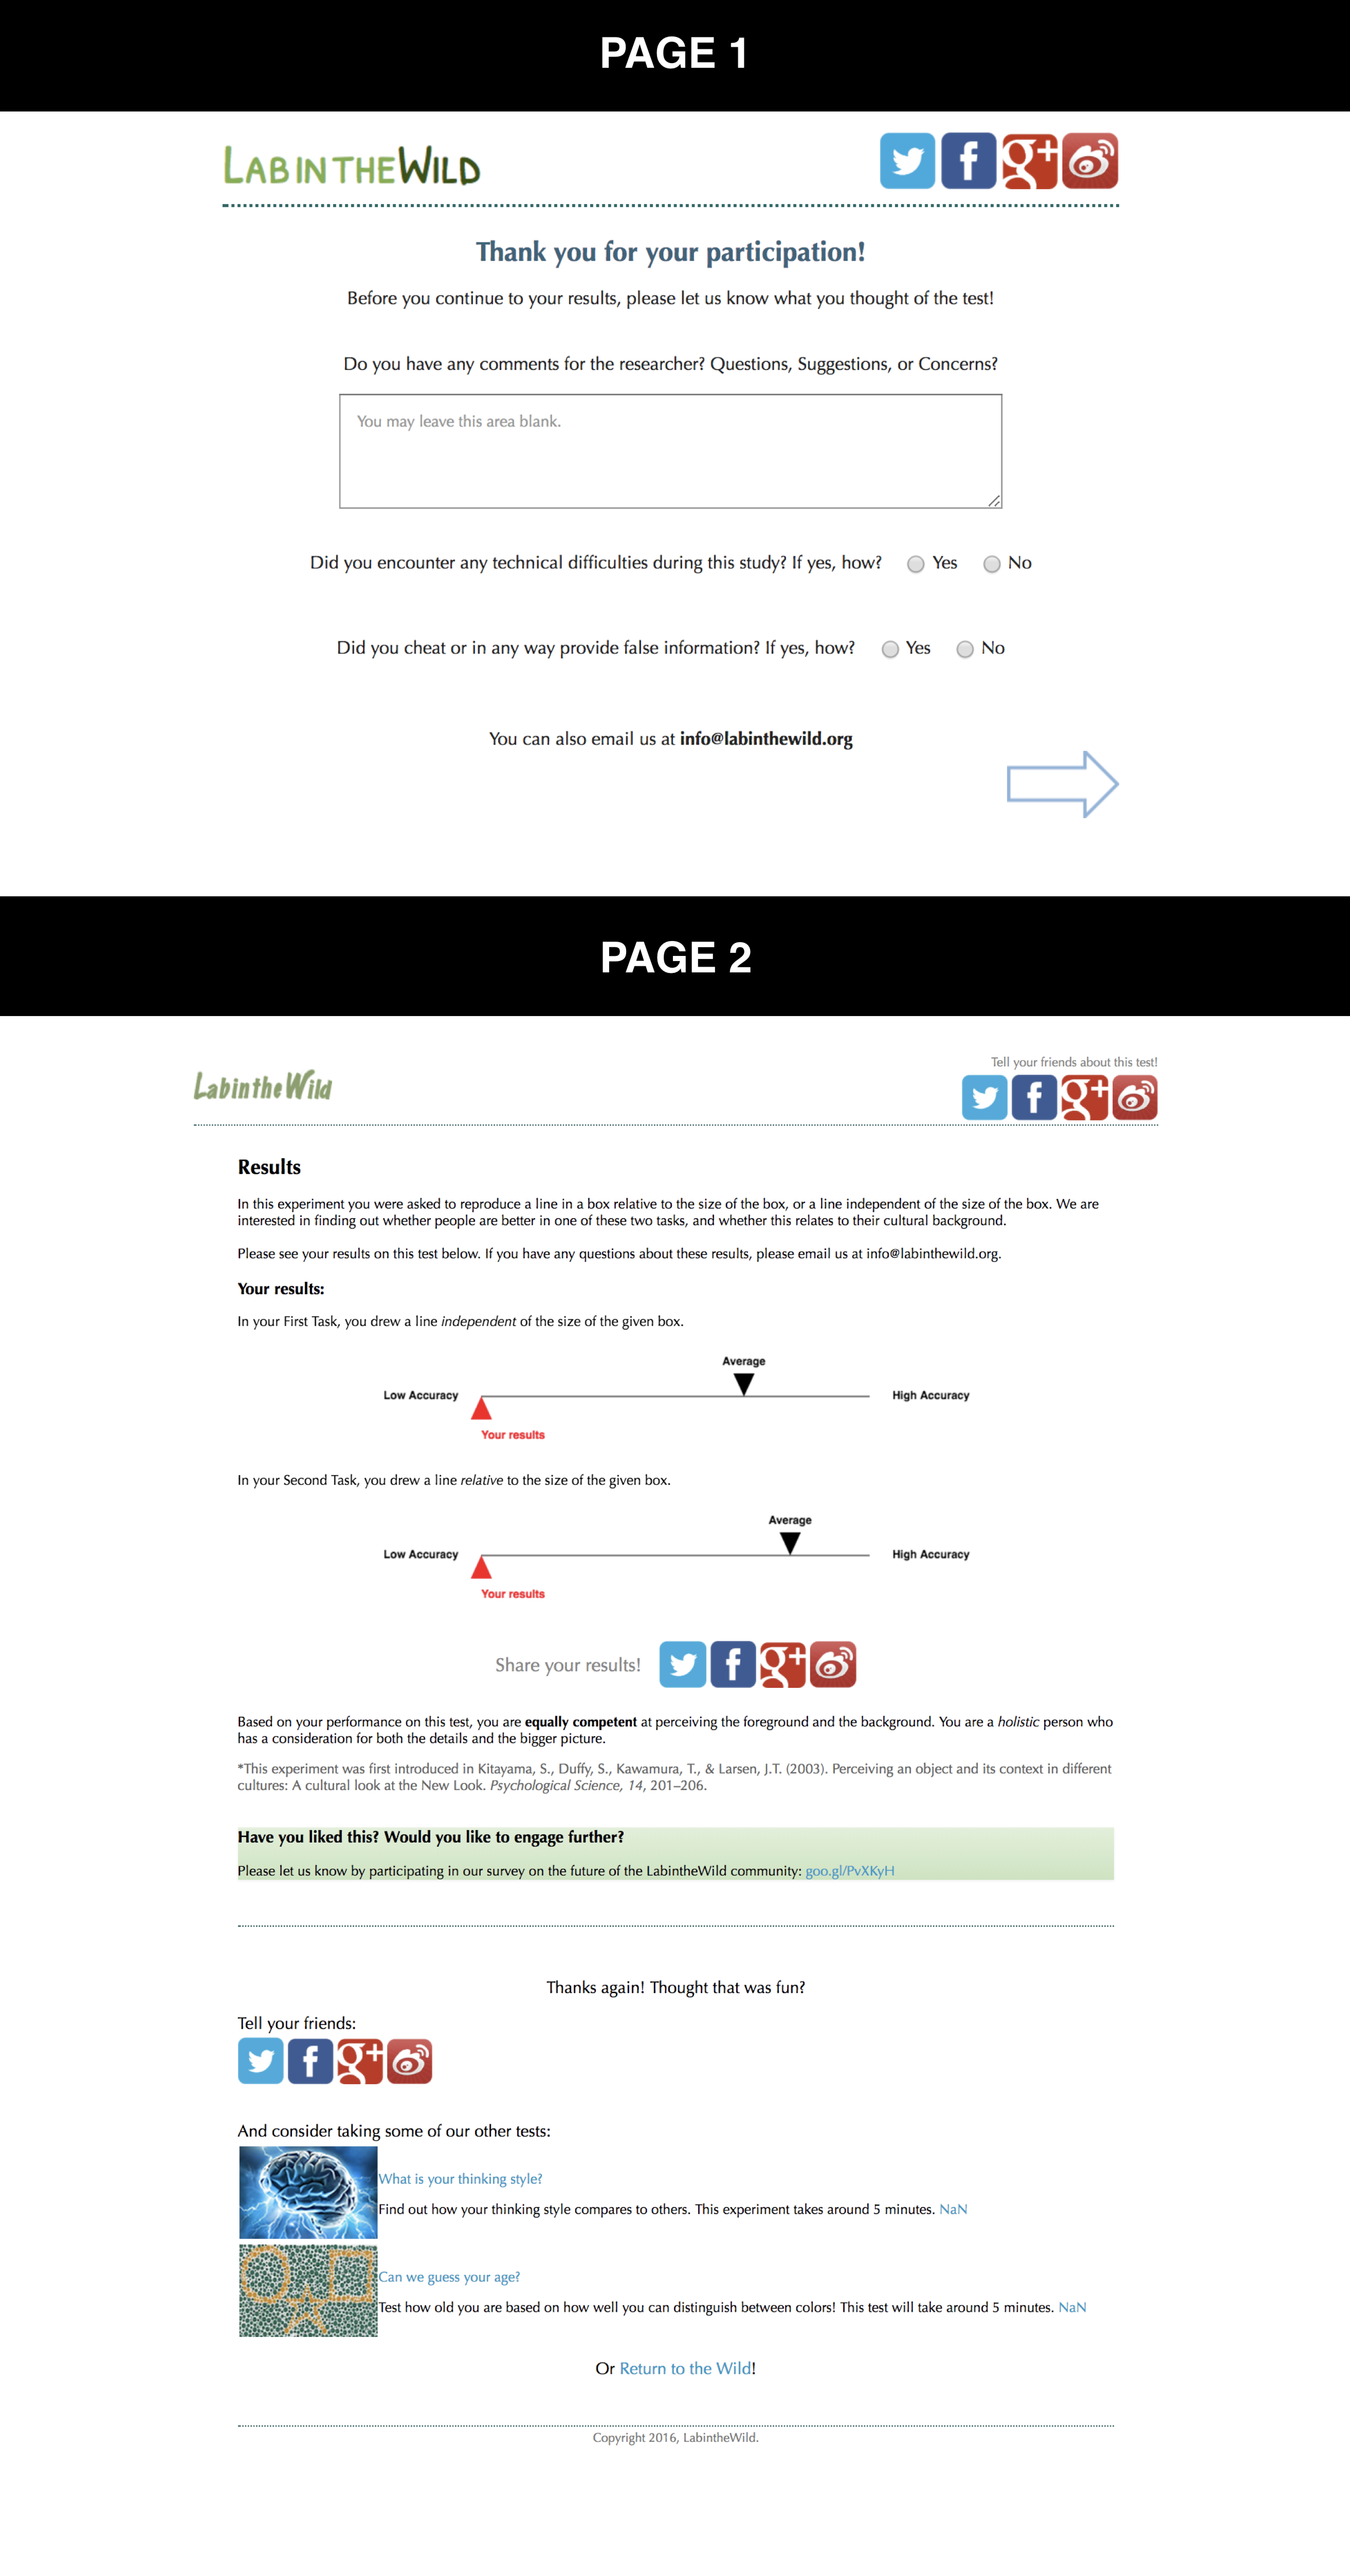 PAGE 1
LAB IN THE WILD
Thank you for your participation!
Before you continue to your results, please let us know what you thought of the test!
Do you have any comments for the researcher? Questions, Suggestions, or Concerns?
You may leave this area blank.
Did you encounter any technical difficulties during this study? If yes, how? Yes No
Did you cheat or in any way provide false information? If yes, how? Yes No
You can also email us at info@labinthewild.org
PAGE 2
Tell your friends about this test!
LabintheWild
Results
In this experiment you were asked to reproduce a line in a box relative to the size of the box, or a line independent of the size of the box. We are
interested in finding out whether people are better in one of these two tasks, and whether this relates to their cultural background.
Please see your results on this test below. If you have any questions about these results, please email us at info@labinthewild.org.
Your results:
In your First Task, you drew a line independent of the size of the given box.
Average
Low Accuracy High Accuracy
Your results
In your Second Task, you drew a line relative to the size of the given box.
Average
Low Accuracy High Accuracy
Your results
Share your results!
Based on your performance on this test, you are equally competent at perceiving the foreground and the background. You are a holistic person who
has a consideration for both the details and the bigger picture.
*This experiment was first introduced in Kitayama, S., Duffy, S., Kawamura, T., & Larsen, J.T. (2003). Perceiving an object and its context in different
cultures: A cultural look at the New Look. Psychological Science, 14, 201–206.
Have you liked this? Would you like to engage further?
Please let us know by participating in our survey on the future of the LabintheWild community: goo.gl/PvXKyH
Thanks again! Thought that was fun?
Tell your friends:
And consider taking some of our other tests:
What is your thinking style?
Find out how your thinking style compares to others. This experiment takes around 5 minutes. NaN
Can we guess your age?
Test how old you are based on how well you can distinguish between colors! This test will take around 5 minutes. NaN
Or Return to the Wild!
Copyright 2016, LabintheWild.